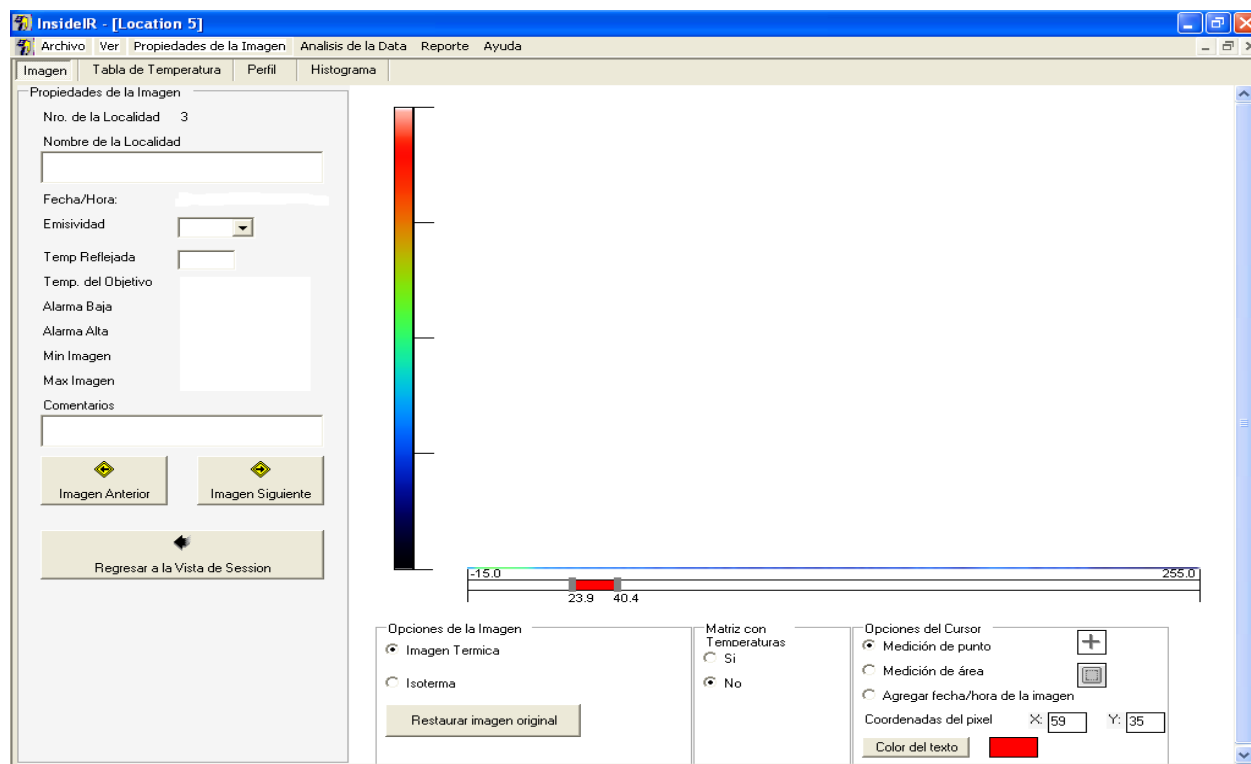 InsideIR - [Location 5]
Archivo Ver Propiedades de la Imagen Analisis de la Data Reporte Ayuda
Imagen Tabla de Temperatura Perfil Histograma
Propiedades de la Imagen
Nro. de la Localidad 3
Nombre de la Localidad
Fecha/Hora:
Emisividad
Temp Reflejada
Temp. del Objetivo
Alarma Baja
Alarma Alta
Min Imagen
Max Imagen
Comentarios
Imagen Anterior Imagen Siguiente
Regresar a la Vista de Session
-15.0 255.0
23.9 40.4
Opciones de la Imagen
Imagen Termica
Isoterma
Restaurar imagen original
Matriz con
Temperaturas
Si
No
Opciones del Cursor
Medición de punto
Medición de área
Agregar fecha/hora de la imagen
Coordenadas del pixel X: 59 Y: 35
Color del texto